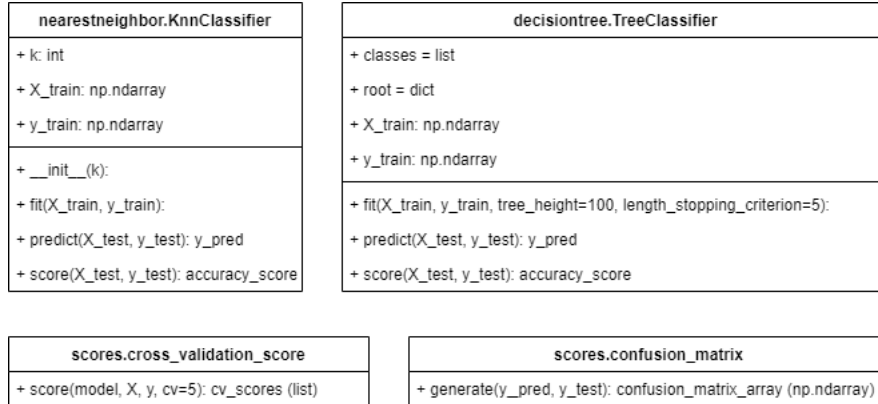 nearestneighbor.KnnClassifier
+ k: int
+ X_train: np.ndarray
+ y_train: np.ndarray
+ __init__(k):
+ fit(X_train, y_train):
+ predict(X_test, y_test): y_pred
+ score(X_test, y_test): accuracy_score
decisiontree.TreeClassifier
+ classes = list
+ root = dict
+ X_train: np.ndarray
+ y_train: np.ndarray
+ fit(X_train, y_train, tree_height=100, length_stopping_criterion=5):
+ predict(X_test, y_test): y_pred
+ score(X_test, y_test): accuracy_score
scores.cross_validation_score
+ score(model, X, y, cv=5): cv_scores (list)
scores.confusion_matrix
+ generate(y_pred, y_test): confusion_matrix_array (np.ndarray)